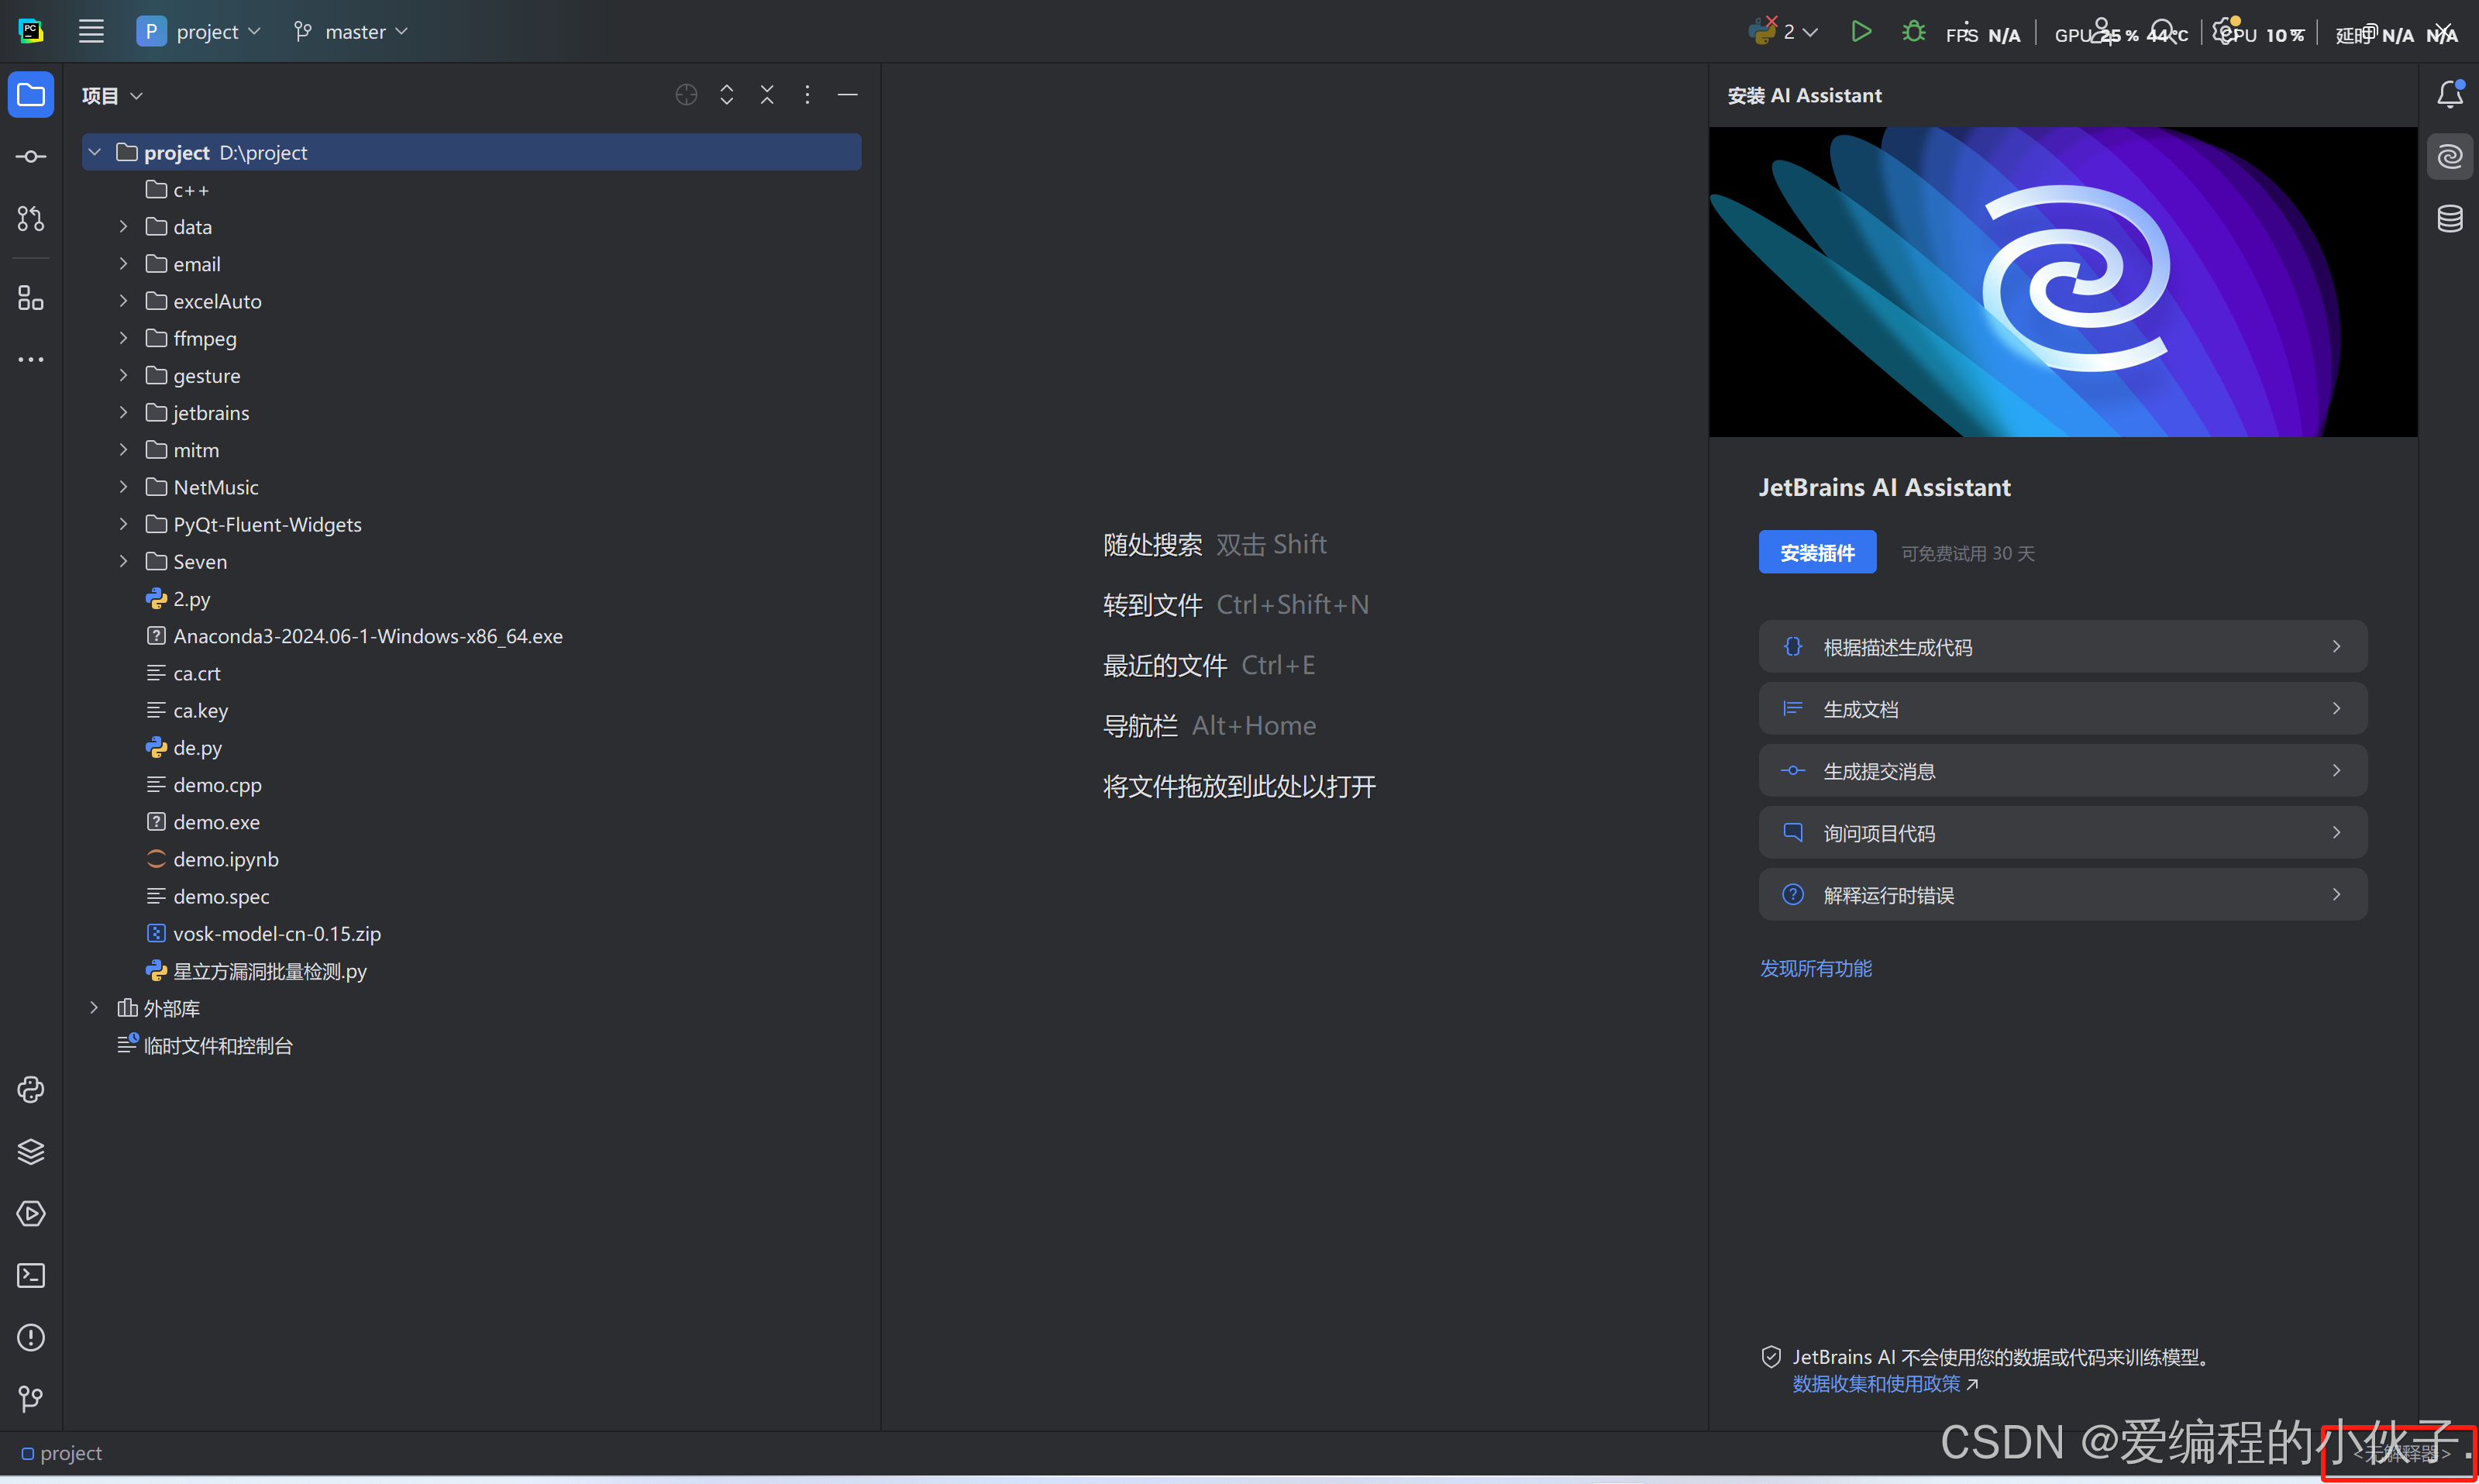 PC
P project master
2
FPS N/A GPU 25 % 44°C CPU 10 % 延时 N/A N/A
项目
安装 AI Assistant
project D:\project
c++
data
email
excelAuto
ffmpeg
gesture
jetbrains
mitm
NetMusic
PyQt-Fluent-Widgets
Seven
2.py
Anaconda3-2024.06-1-Windows-x86_64.exe
ca.crt
ca.key
de.py
demo.cpp
demo.exe
demo.ipynb
demo.spec
vosk-model-cn-0.15.zip
星立方漏洞批量检测.py
外部库
临时文件和控制台
随处搜索 双击 Shift
转到文件 Ctrl+Shift+N
最近的文件 Ctrl+E
导航栏 Alt+Home
将文件拖放到此处以打开
JetBrains AI Assistant
安装插件 可免费试用 30 天
根据描述生成代码
生成文档
生成提交消息
询问项目代码
解释运行时错误
发现所有功能
JetBrains AI 不会使用您的数据或代码来训练模型。
数据收集和使用政策
project
<无解释器>
CSDN @爱编程的小伙子.